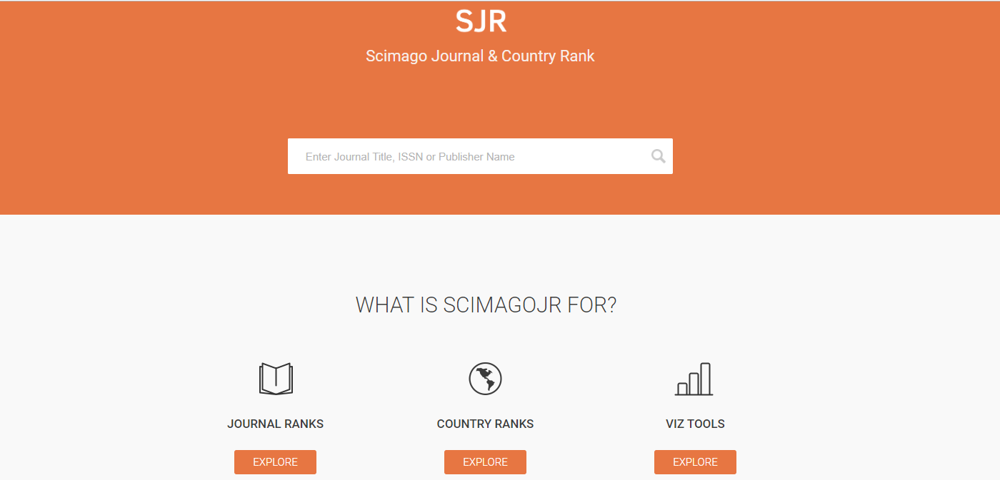 SJR
Scimago Journal & Country Rank
Enter Journal Title, ISSN or Publisher Name
WHAT IS SCIMAGOJR FOR?
JOURNAL RANKS
COUNTRY RANKS
VIZ TOOLS
EXPLORE
EXPLORE
EXPLORE